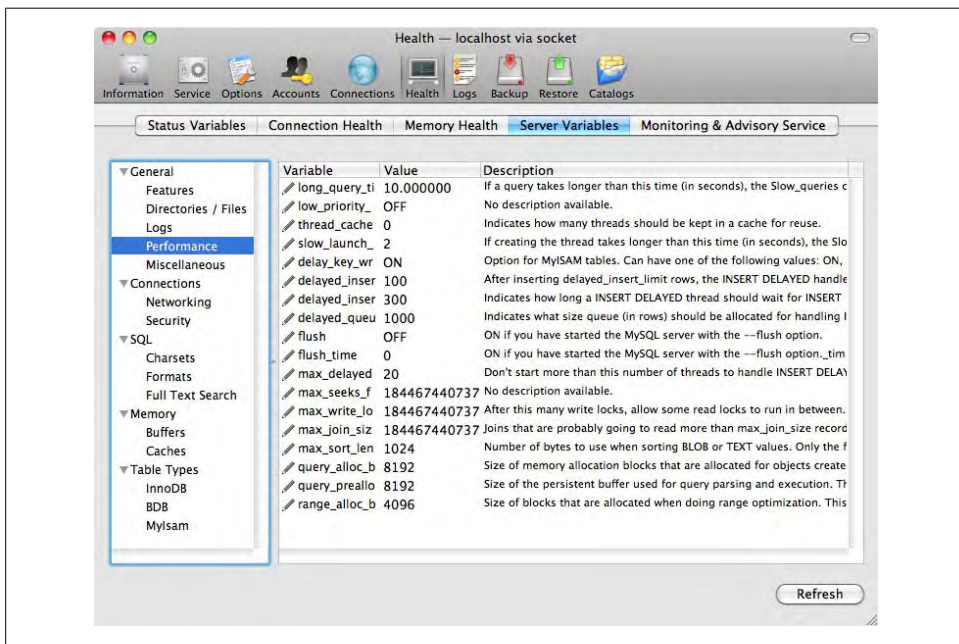 Health — localhost via socket
Information Service Options Accounts Connections Health Logs Backup Restore Catalogs
Status Variables Connection Health Memory Health Server Variables Monitoring & Advisory Service
General
Features
Directories / Files
Logs
Performance
Miscellaneous
Connections
Networking
Security
SQL
Charsets
Formats
Full Text Search
Memory
Buffers
Caches
Table Types
InnoDB
BDB
MyIsam
Variable Value Description
long_query_ti 10.000000 If a query takes longer than this time (in seconds), the Slow_queries c
low_priority_ OFF No description available.
thread_cache 0 Indicates how many threads should be kept in a cache for reuse.
slow_launch_ 2 If creating the thread takes longer than this time (in seconds), the Slo
delay_key_wr ON Option for MyISAM tables. Can have one of the following values: ON,
delayed_inser 100 After inserting delayed_insert_limit rows, the INSERT DELAYED handle
delayed_inser 300 Indicates how long a INSERT DELAYED thread should wait for INSERT
delayed_queu 1000 Indicates what size queue (in rows) should be allocated for handling I
flush OFF ON if you have started the MySQL server with the --flush option.
flush_time 0 ON if you have started the MySQL server with the --flush option._tim
max_delayed 20 Don't start more than this number of threads to handle INSERT DELAY
max_seeks_f 184467440737 No description available.
max_write_lo 184467440737 After this many write locks, allow some read locks to run in between.
max_join_siz 184467440737 Joins that are probably going to read more than max_join_size record
max_sort_len 1024 Number of bytes to use when sorting BLOB or TEXT values. Only the f
query_alloc_b 8192 Size of memory allocation blocks that are allocated for objects create
query_preallo 8192 Size of the persistent buffer used for query parsing and execution. Th
range_alloc_b 4096 Size of blocks that are allocated when doing range optimization. This
Refresh